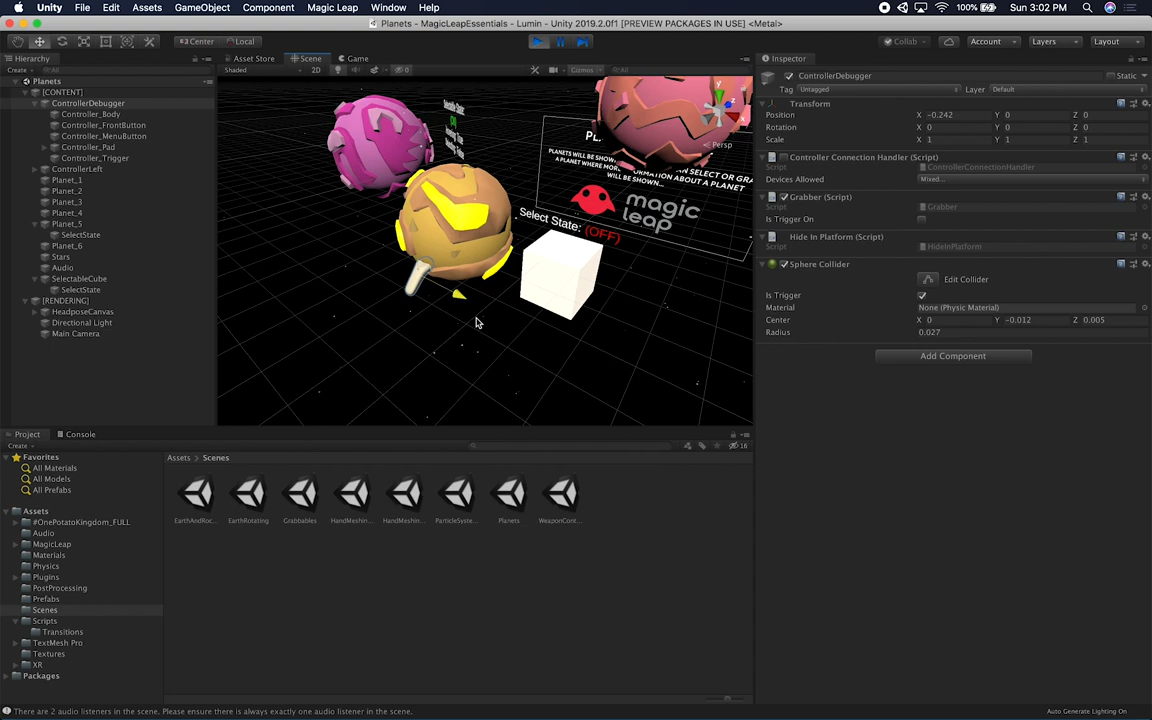 Unity File Edit Assets GameObject Component Magic Leap Window Help 100% Sun 3:02 PM
Planets - MagicLeapEssentials - Lumin - Unity 2019.2.0f1 [PREVIEW PACKAGES IN USE] <Metal>
Center Local Collab Account Layers Layout
Hierarchy Asset Store Scene Game Inspector
Create All Shaded 2D 0 Gizmos All
Planets
[CONTENT]
ControllerDebugger
Controller_Body
Controller_FrontButton
Controller_MenuButton
Controller_Pad
Controller_Trigger
ControllerLeft
Planet_1
Planet_2
Planet_3
Planet_4
Planet_5
SelectState
Planet_6
Stars
Audio
SelectableCube
SelectState
[RENDERING]
HeadposeCanvas
Directional Light
Main Camera
y
z
x
Persp
PLANETS WILL BE SHOWN
AN SELECT OR GRA
A PLANET WHERE MORE
FORMATION ABOUT A PLANET
WILL BE SHOWN...
magic
leap
Select State: (OFF)
ControllerDebugger Static
Tag Untagged Layer Default
Transform
Position X -0.242 Y 0 Z 0
Rotation X 0 Y 0 Z 0
Scale X 1 Y 1 Z 1
Controller Connection Handler (Script)
Script ControllerConnectionHandler
Devices Allowed Mixed...
Grabber (Script)
Script Grabber
Is Trigger On
Hide In Platform (Script)
Script HideInPlatform
Sphere Collider
Edit Collider
Is Trigger
Material None (Physic Material)
Center X 0 Y -0.012 Z 0.005
Radius 0.027
Add Component
Project Console
Create 16
Favorites
All Materials
All Models
All Prefabs
Assets
#OnePotatoKingdom_FULL
Audio
MagicLeap
Materials
Physics
Plugins
PostProcessing
Prefabs
Scenes
Scripts
Transitions
TextMesh Pro
Textures
XR
Packages
Assets > Scenes
EarthAndRoc... EarthRotating Grabbables HandMeshin... HandMeshin... ParticleSyste... Planets WeaponCont...
There are 2 audio listeners in the scene. Please ensure there is always exactly one audio listener in the scene.
Auto Generate Lighting On